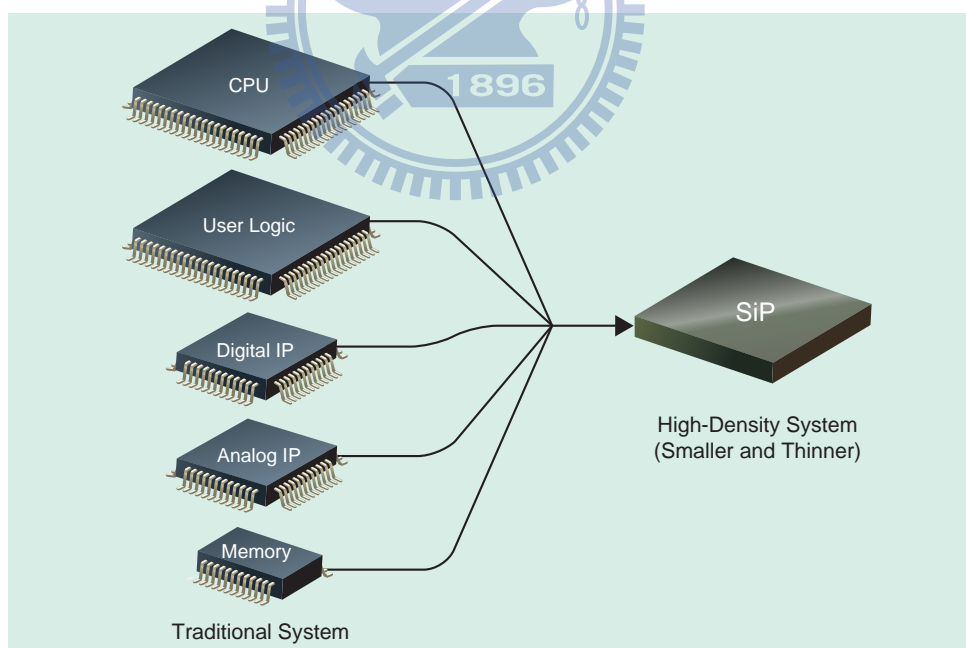 1896
CPU
User Logic
Digital IP
Analog IP
Memory
Traditional System
SiP
High-Density System
(Smaller and Thinner)